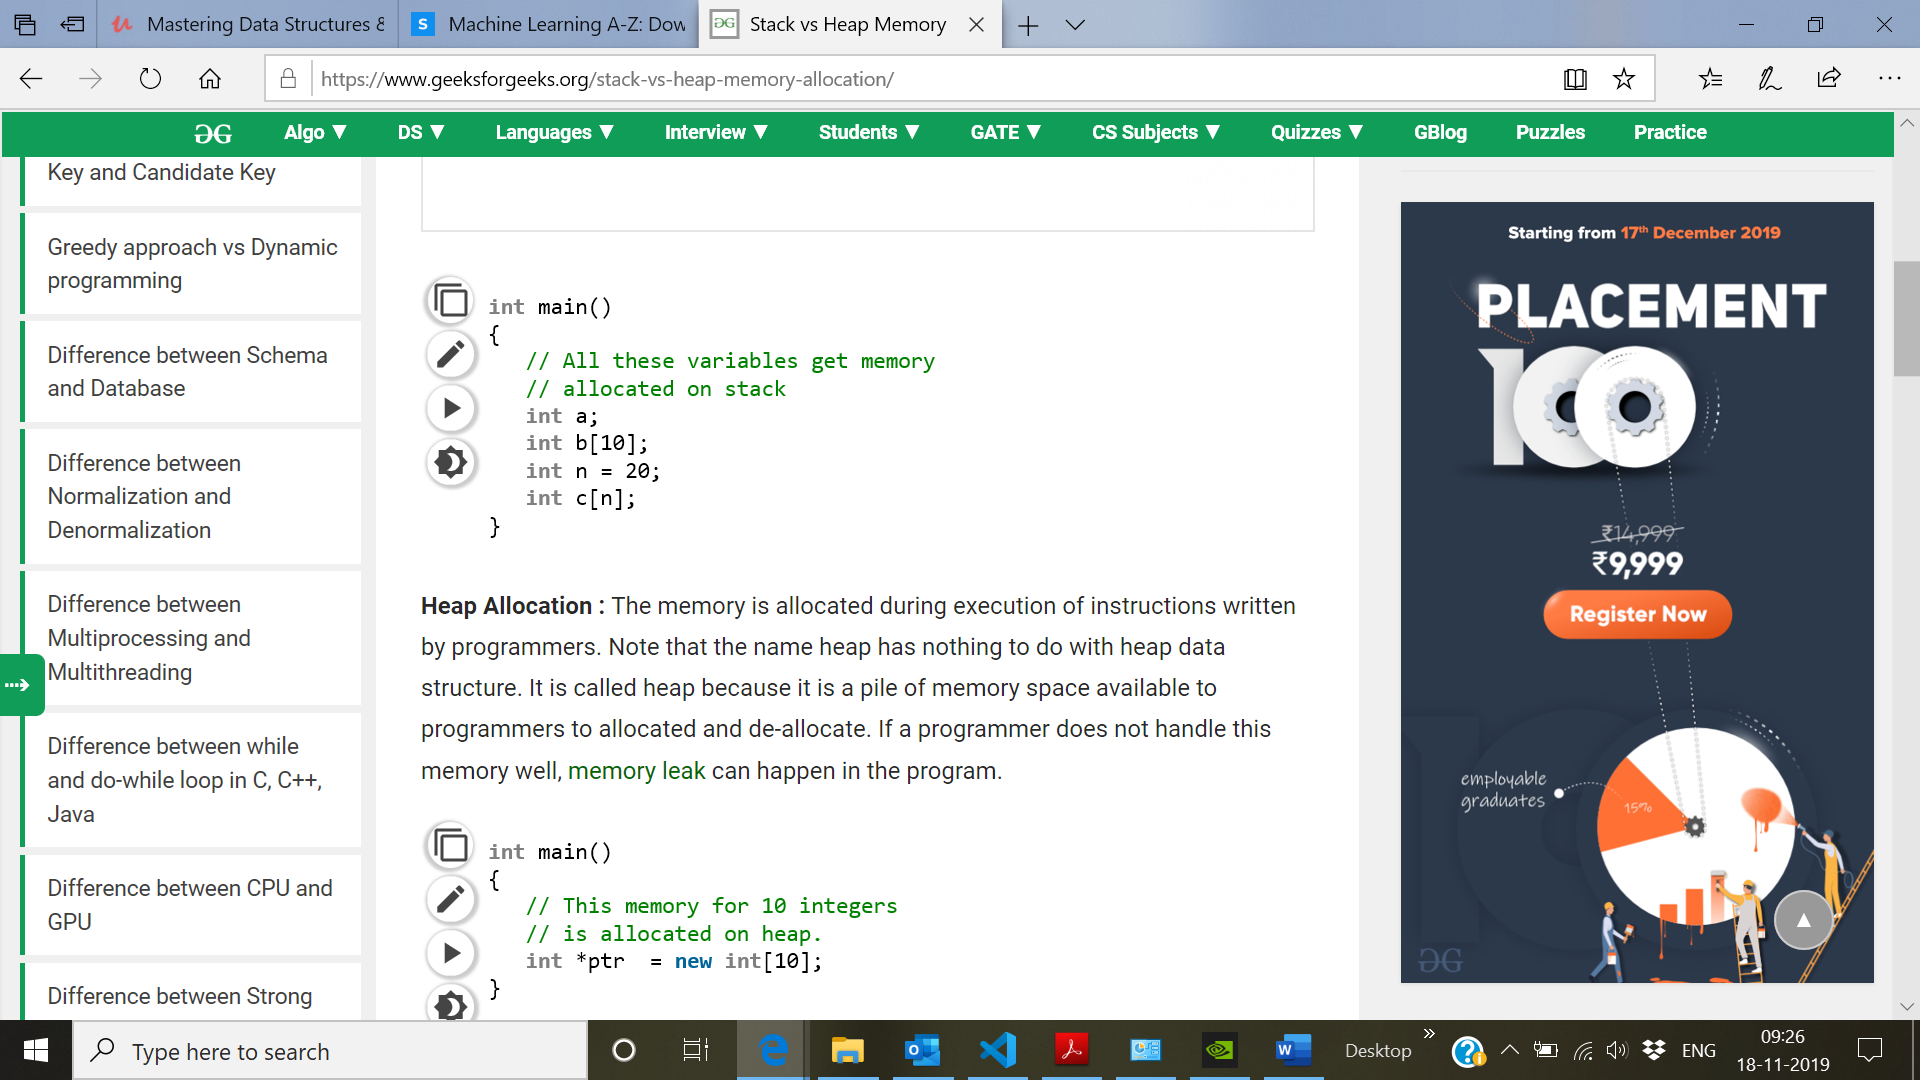 Mastering Data Structures &
Machine Learning A-Z: Dow
Stack vs Heap Memory
https://www.geeksforgeeks.org/stack-vs-heap-memory-allocation/
Algo ▼ DS ▼ Languages ▼ Interview ▼ Students ▼ GATE ▼ CS Subjects ▼ Quizzes ▼ GBlog Puzzles Practice
Key and Candidate Key
Greedy approach vs Dynamic
programming
Difference between Schema
and Database
Difference between
Normalization and
Denormalization
Difference between
Multiprocessing and
Multithreading
Difference between while
and do-while loop in C, C++,
Java
Difference between CPU and
GPU
Difference between Strong
int main()
{
// All these variables get memory
// allocated on stack
int a;
int b[10];
int n = 20;
int c[n];
}
Heap Allocation : The memory is allocated during execution of instructions written
by programmers. Note that the name heap has nothing to do with heap data
structure. It is called heap because it is a pile of memory space available to
programmers to allocated and de-allocate. If a programmer does not handle this
memory well, memory leak can happen in the program.
int main()
{
// This memory for 10 integers
// is allocated on heap.
int *ptr  = new int[10];
}
Starting from 17th December 2019
PLACEMENT
100
₹14,999
₹9,999
Register Now
employable
graduates
15%
Type here to search
Desktop
ENG
09:26
18-11-2019